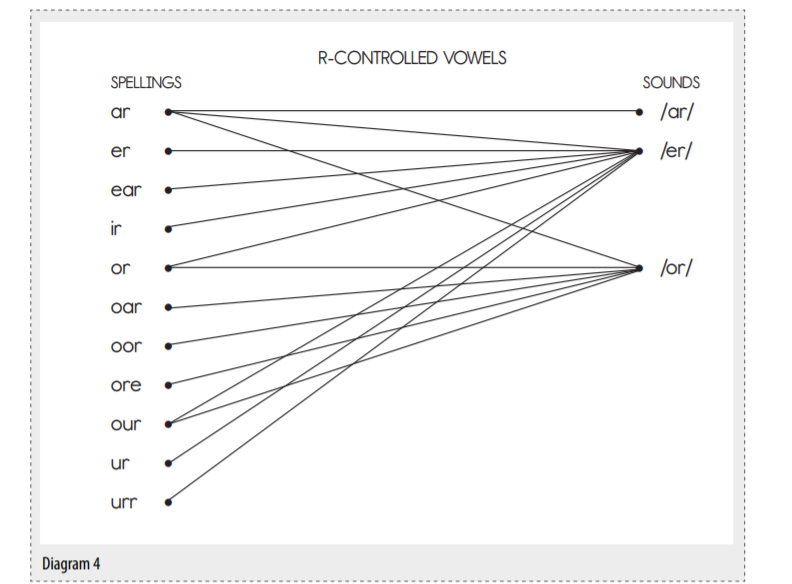 R-CONTROLLED VOWELS
SPELLINGS SOUNDS
ar /ar/
er /er/
ear
ir
or /or/
oar
oor
ore
our
ur
urr
Diagram 4